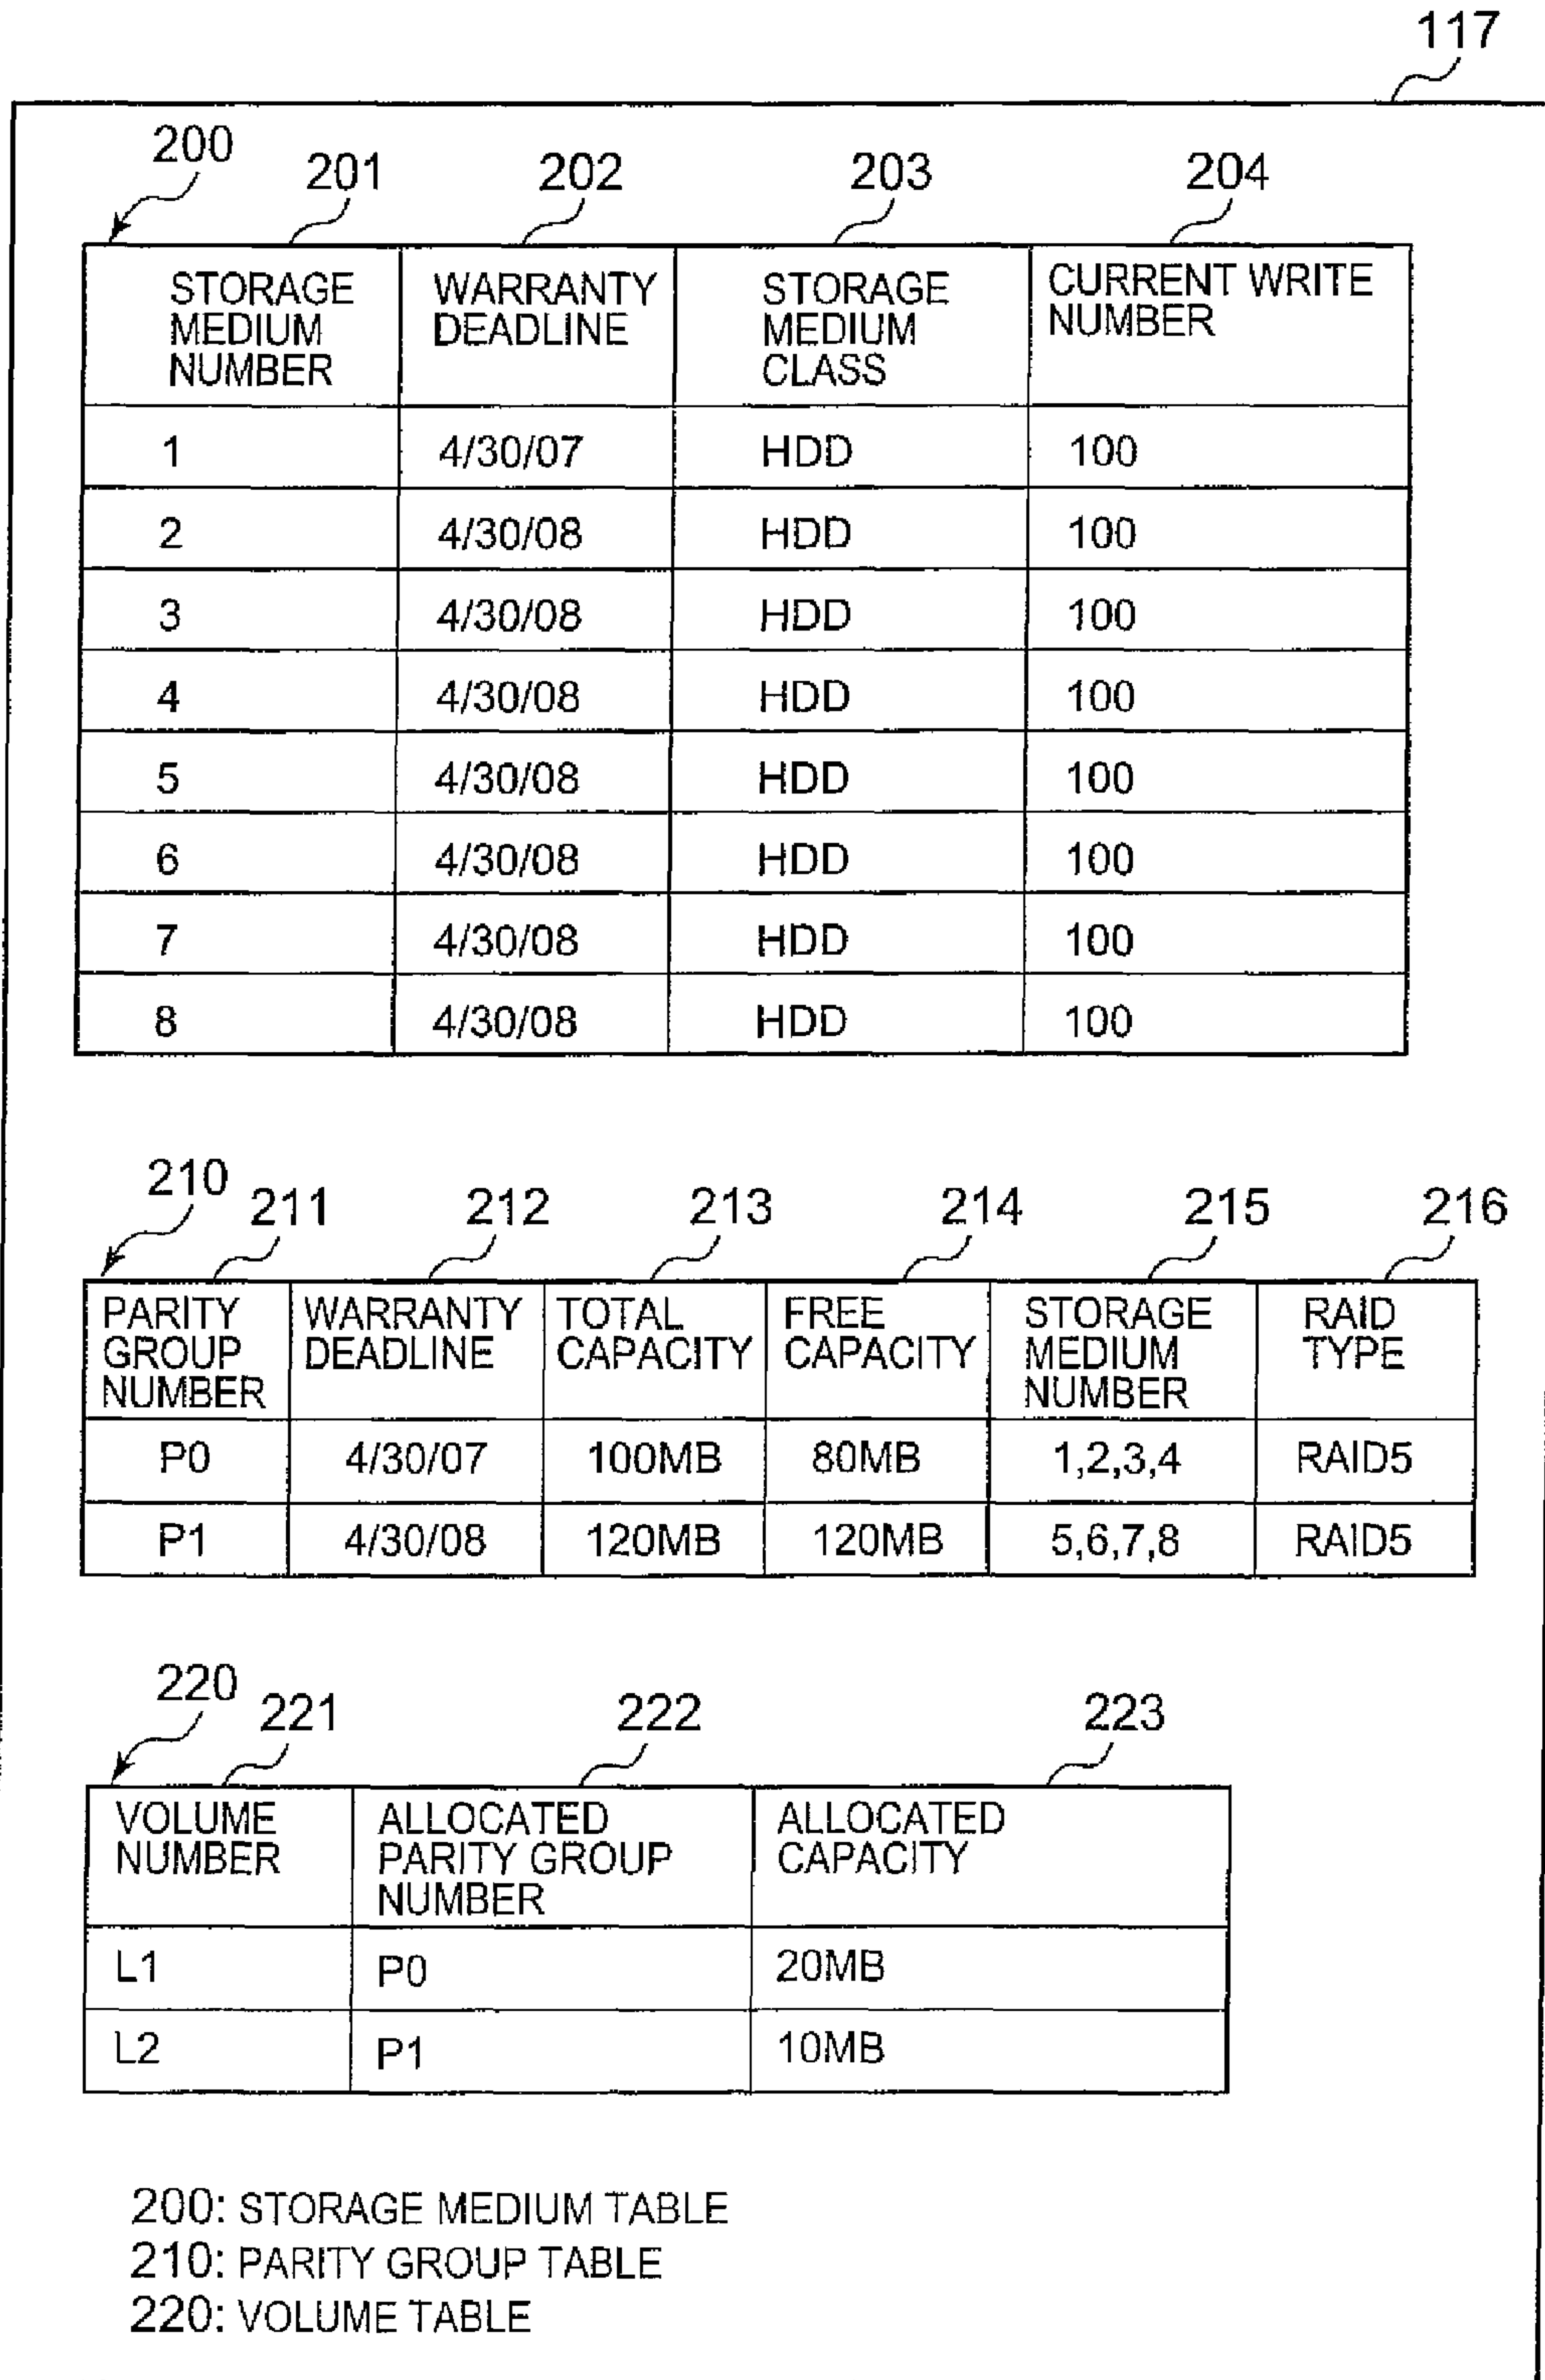 117
200 201 202 203 204
STORAGE MEDIUM NUMBER WARRANTY DEADLINE STORAGE MEDIUM CLASS CURRENT WRITE NUMBER
1 4/30/07 HDD 100
2 4/30/08 HDD 100
3 4/30/08 HDD 100
4 4/30/08 HDD 100
5 4/30/08 HDD 100
6 4/30/08 HDD 100
7 4/30/08 HDD 100
8 4/30/08 HDD 100
210 211 212 213 214 215 216
PARITY GROUP NUMBER WARRANTY DEADLINE TOTAL CAPACITY FREE CAPACITY STORAGE MEDIUM NUMBER RAID TYPE
P0 4/30/07 100MB 80MB 1,2,3,4 RAID5
P1 4/30/08 120MB 120MB 5,6,7,8 RAID5
220 221 222 223
VOLUME NUMBER ALLOCATED PARITY GROUP NUMBER ALLOCATED CAPACITY
L1 P0 20MB
L2 P1 10MB
200: STORAGE MEDIUM TABLE
210: PARITY GROUP TABLE
220: VOLUME TABLE